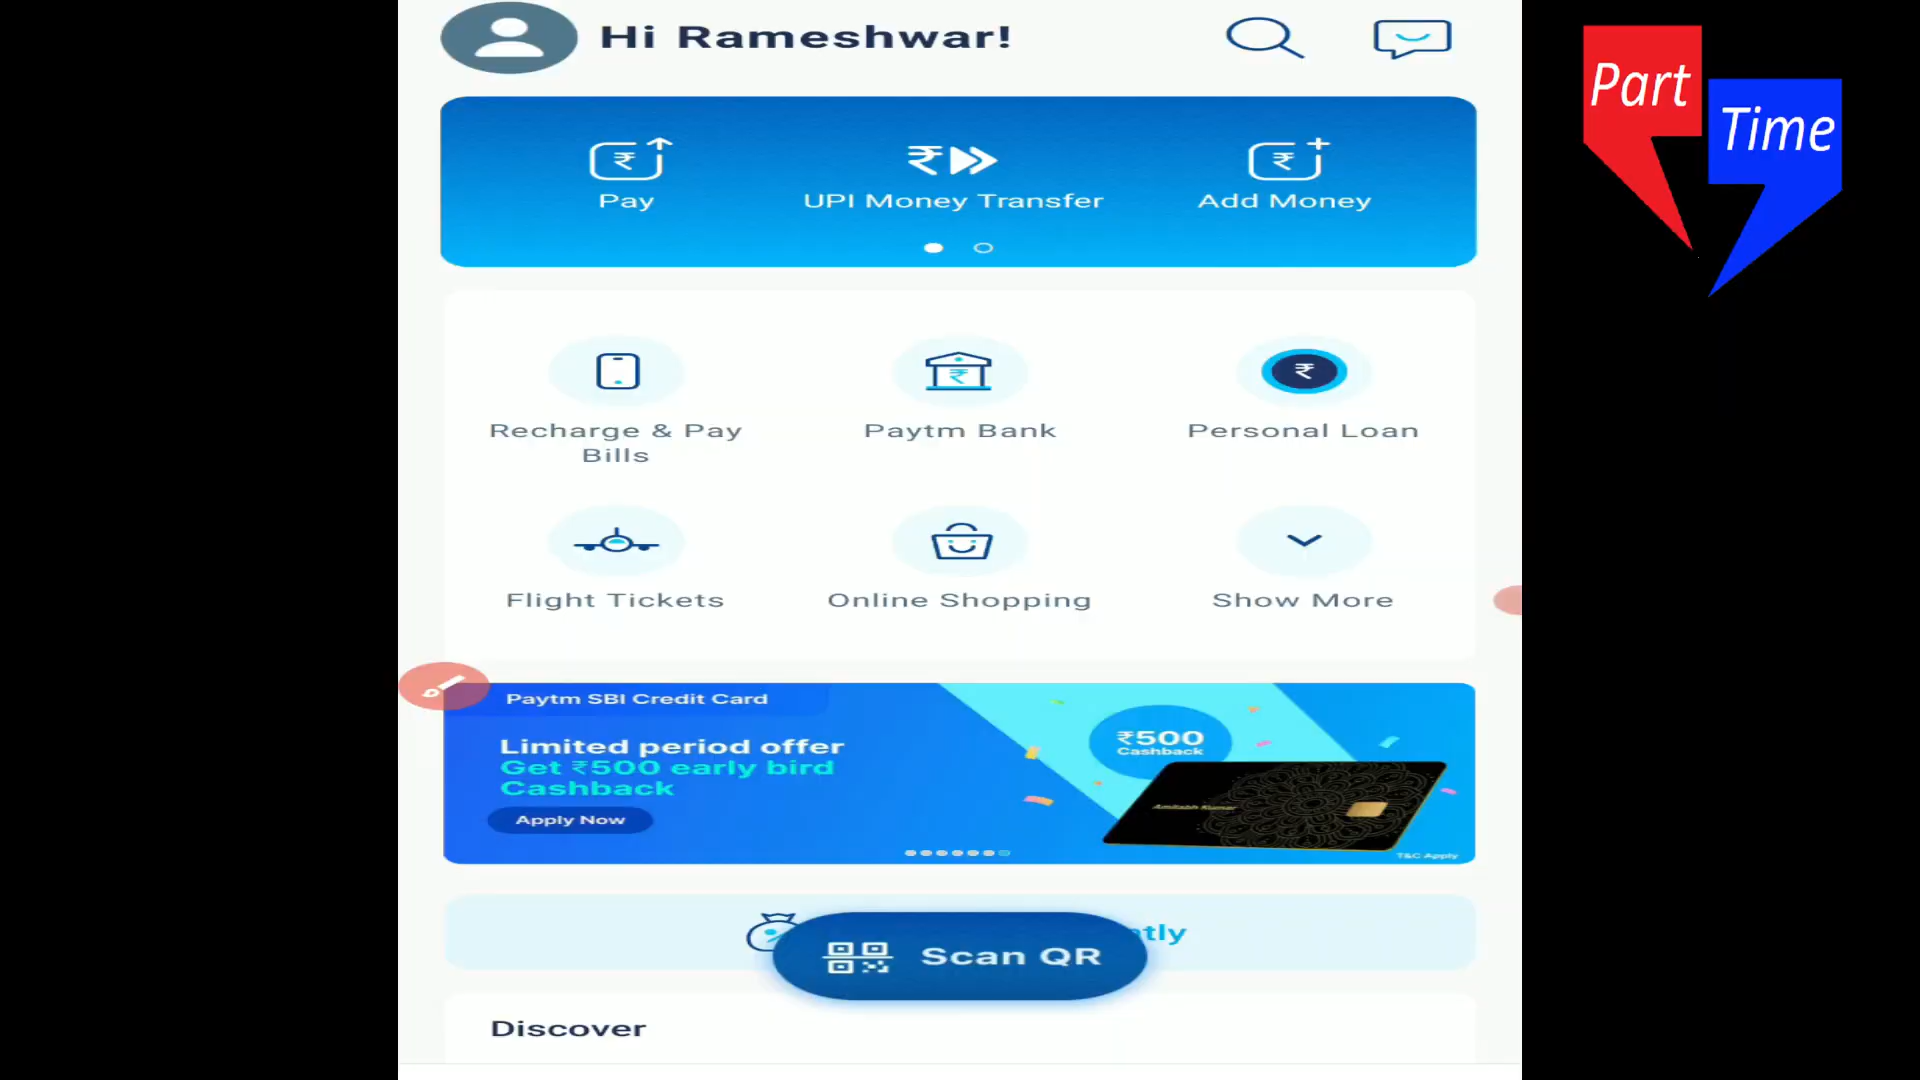 Hi Rameshwar!
Part
Time
Pay
UPI Money Transfer
Add Money
Recharge & Pay
Bills
Paytm Bank
Personal Loan
Flight Tickets
Online Shopping
Show More
Paytm SBI Credit Card
Limited period offer
Get ₹500 early bird
Cashback
Apply Now
₹500
Cashback
Amitabh Kumar
T&C Apply
Scan QR
Discover